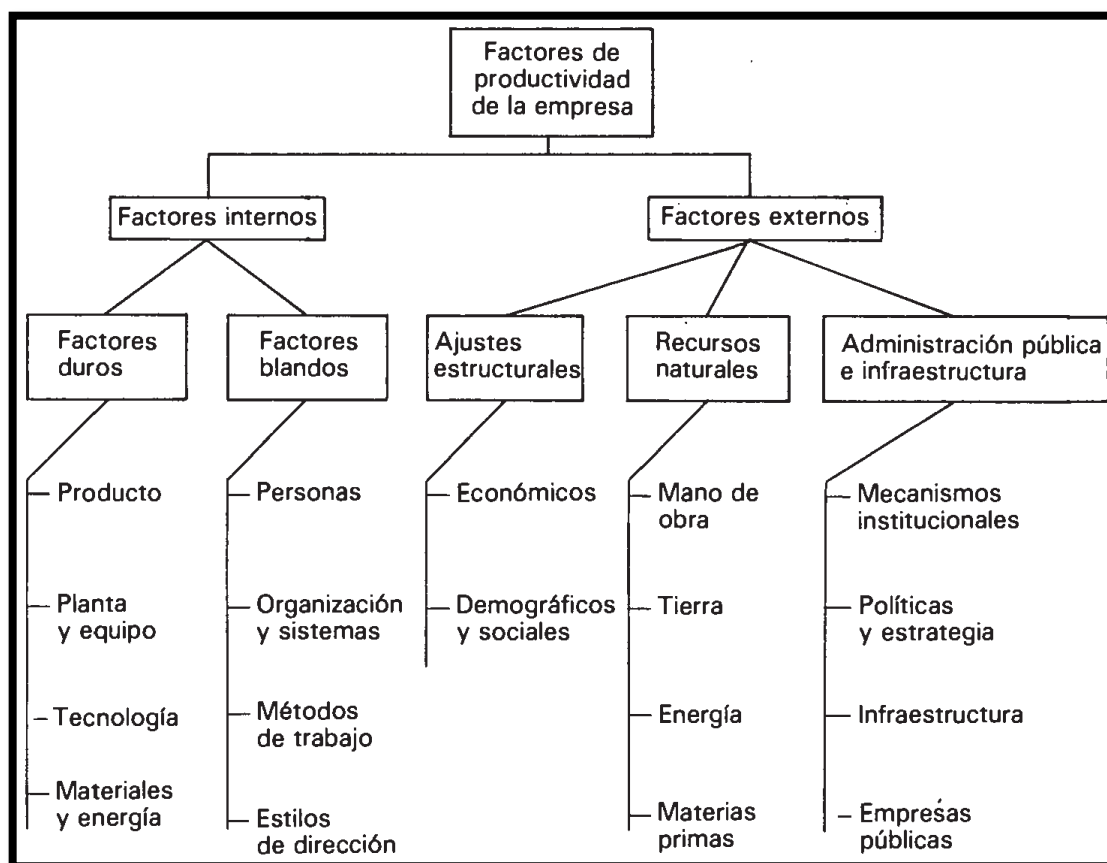 Factores de
productividad
de la empresa
Factores internos
Factores externos
Factores
duros
Factores
blandos
Ajustes
estructurales
Recursos
naturales
Administración pública
e infraestructura
Producto
Planta
y equipo
Tecnología
Materiales
y energía
Personas
Organización
y sistemas
Métodos
de trabajo
Estilos
de dirección
Económicos
Demográficos
y sociales
Mano de
obra
Tierra
Energía
Materias
primas
Mecanismos
institucionales
Políticas
y estrategia
Infraestructura
Empresas
públicas